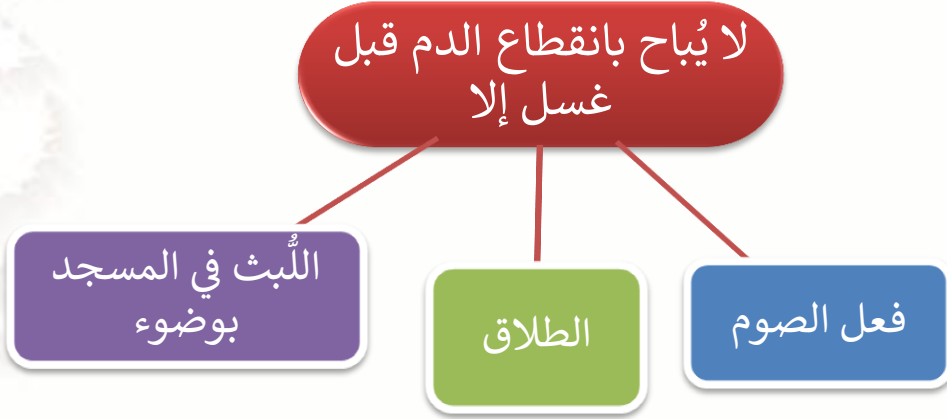 لا يُباح بانقطاع الدم قبل
غسل إلا
فعل الصوم
الطلاق
اللُّبث في المسجد
بوضوء